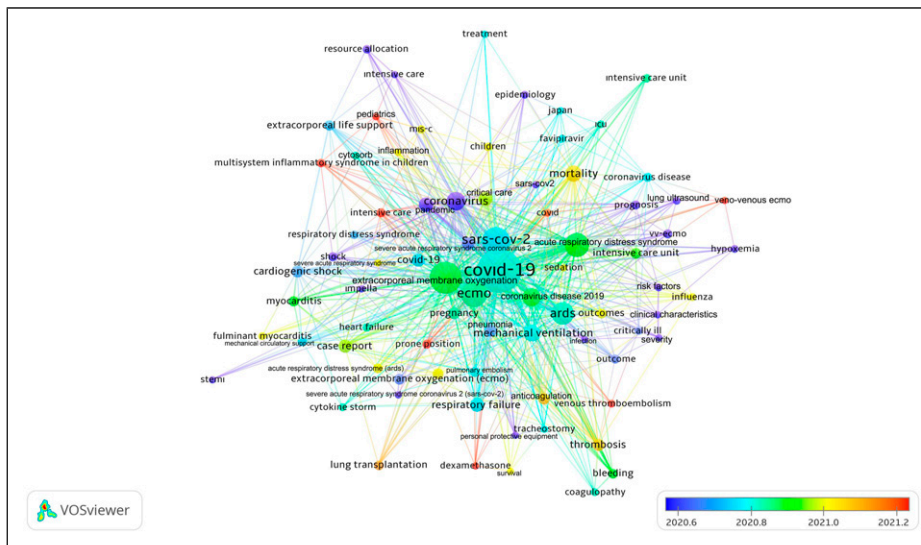 treatment
resource allocation
intensive care
intensive care unit
epidemiology
pediatrics
japan
extracorporeal life support
mis-c
icu
favipiravir
cytosorb
inflammation
children
multisystem inflammatory syndrome in children
mortality
coronavirus disease
sars-cov2
critical care
coronavirus
pandemic
lung ultrasound
veno-venous ecmo
prognosis
intensive care
covid
respiratory distress syndrome
sars-cov-2
acute respiratory distress syndrome
vv-ecmo
severe acute respiratory syndrome coronavirus 2
hypoxemia
shock
intensive care unit
severe acute respiratory syndrome
covid-19
covid-19
sedation
cardiogenic shock
extracorporeal membrane oxygenation
impella
ecmo
risk factors
coronavirus disease 2019
influenza
myocarditis
pregnancy
ards
outcomes
clinical characteristics
heart failure
pneumonia
mechanical ventilation
critically ill
fulminant myocarditis
mechanical circulatory support
case report
prone position
infection
severity
outcome
acute respiratory distress syndrome (ards)
pulmonary embolism
stemi
extracorporeal membrane oxygenation (ecmo)
severe acute respiratory syndrome coronavirus 2 (sars-cov-2)
anticoagulation
cytokine storm
respiratory failure
venous thromboembolism
tracheostomy
personal protective equipment
thrombosis
lung transplantation
dexamethasone
survival
bleeding
coagulopathy
VOSviewer
2020.6 2020.8 2021.0 2021.2